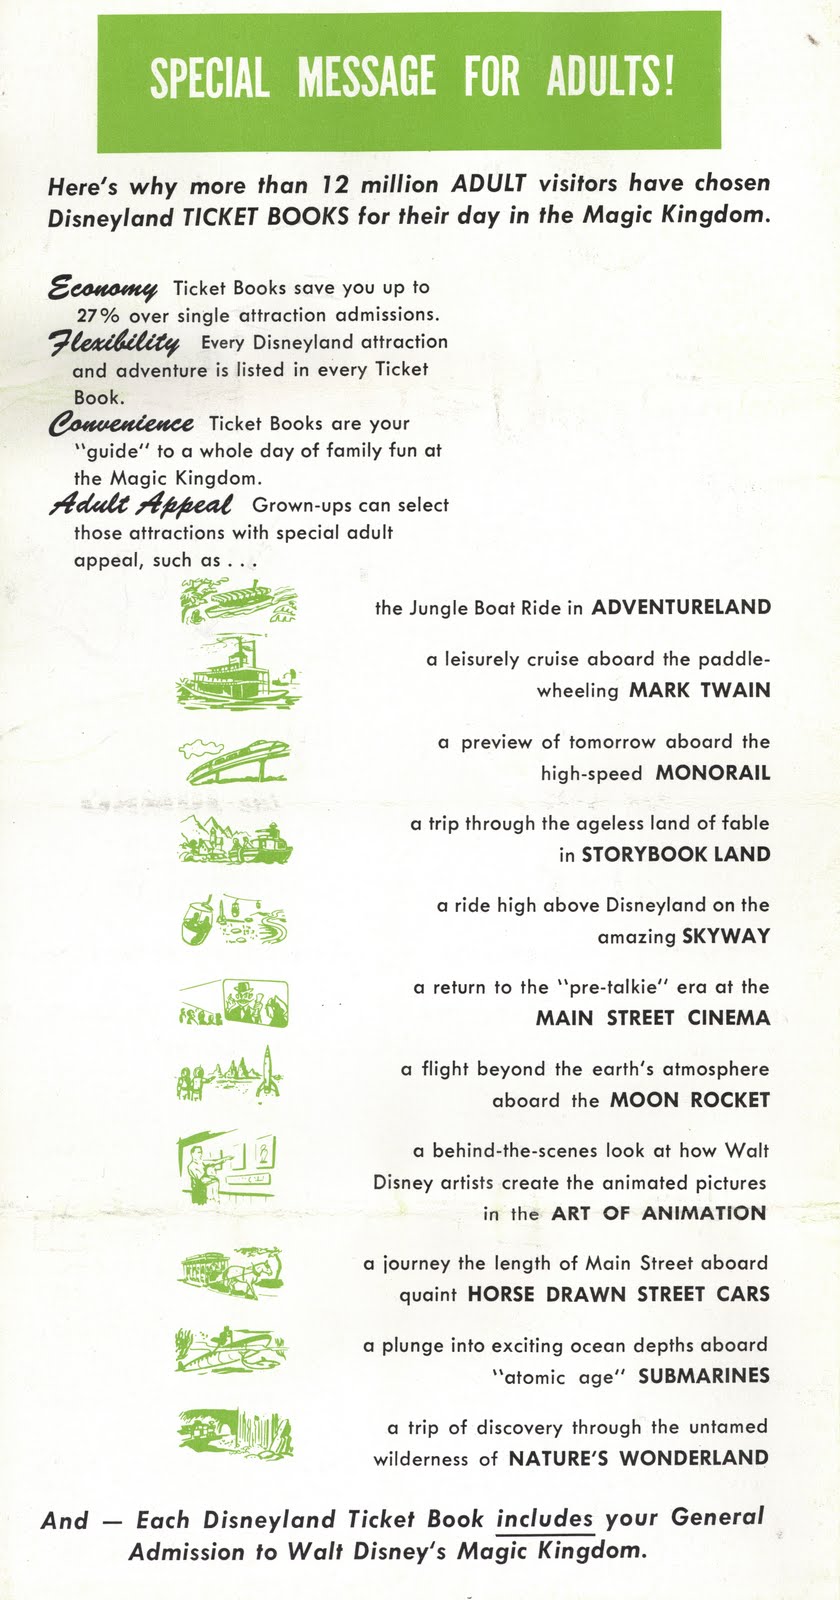 SPECIAL MESSAGE FOR ADULTS!
Here's why more than 12 million ADULT visitors have chosen
Disneyland TICKET BOOKS for their day in the Magic Kingdom.
Economy Ticket Books save you up to
27% over single attraction admissions.
Flexibility Every Disneyland attraction
and adventure is listed in every Ticket
Book.
Convenience Ticket Books are your
"guide" to a whole day of family fun at
the Magic Kingdom.
Adult Appeal Grown-ups can select
those attractions with special adult
appeal, such as . . .
the Jungle Boat Ride in ADVENTURELAND
a leisurely cruise aboard the paddle-
wheeling MARK TWAIN
a preview of tomorrow aboard the
high-speed MONORAIL
a trip through the ageless land of fable
in STORYBOOK LAND
a ride high above Disneyland on the
amazing SKYWAY
a return to the "pre-talkie" era at the
MAIN STREET CINEMA
a flight beyond the earth's atmosphere
aboard the MOON ROCKET
a behind-the-scenes look at how Walt
Disney artists create the animated pictures
in the ART OF ANIMATION
a journey the length of Main Street aboard
quaint HORSE DRAWN STREET CARS
a plunge into exciting ocean depths aboard
"atomic age" SUBMARINES
a trip of discovery through the untamed
wilderness of NATURE'S WONDERLAND
And — Each Disneyland Ticket Book includes your General
Admission to Walt Disney's Magic Kingdom.